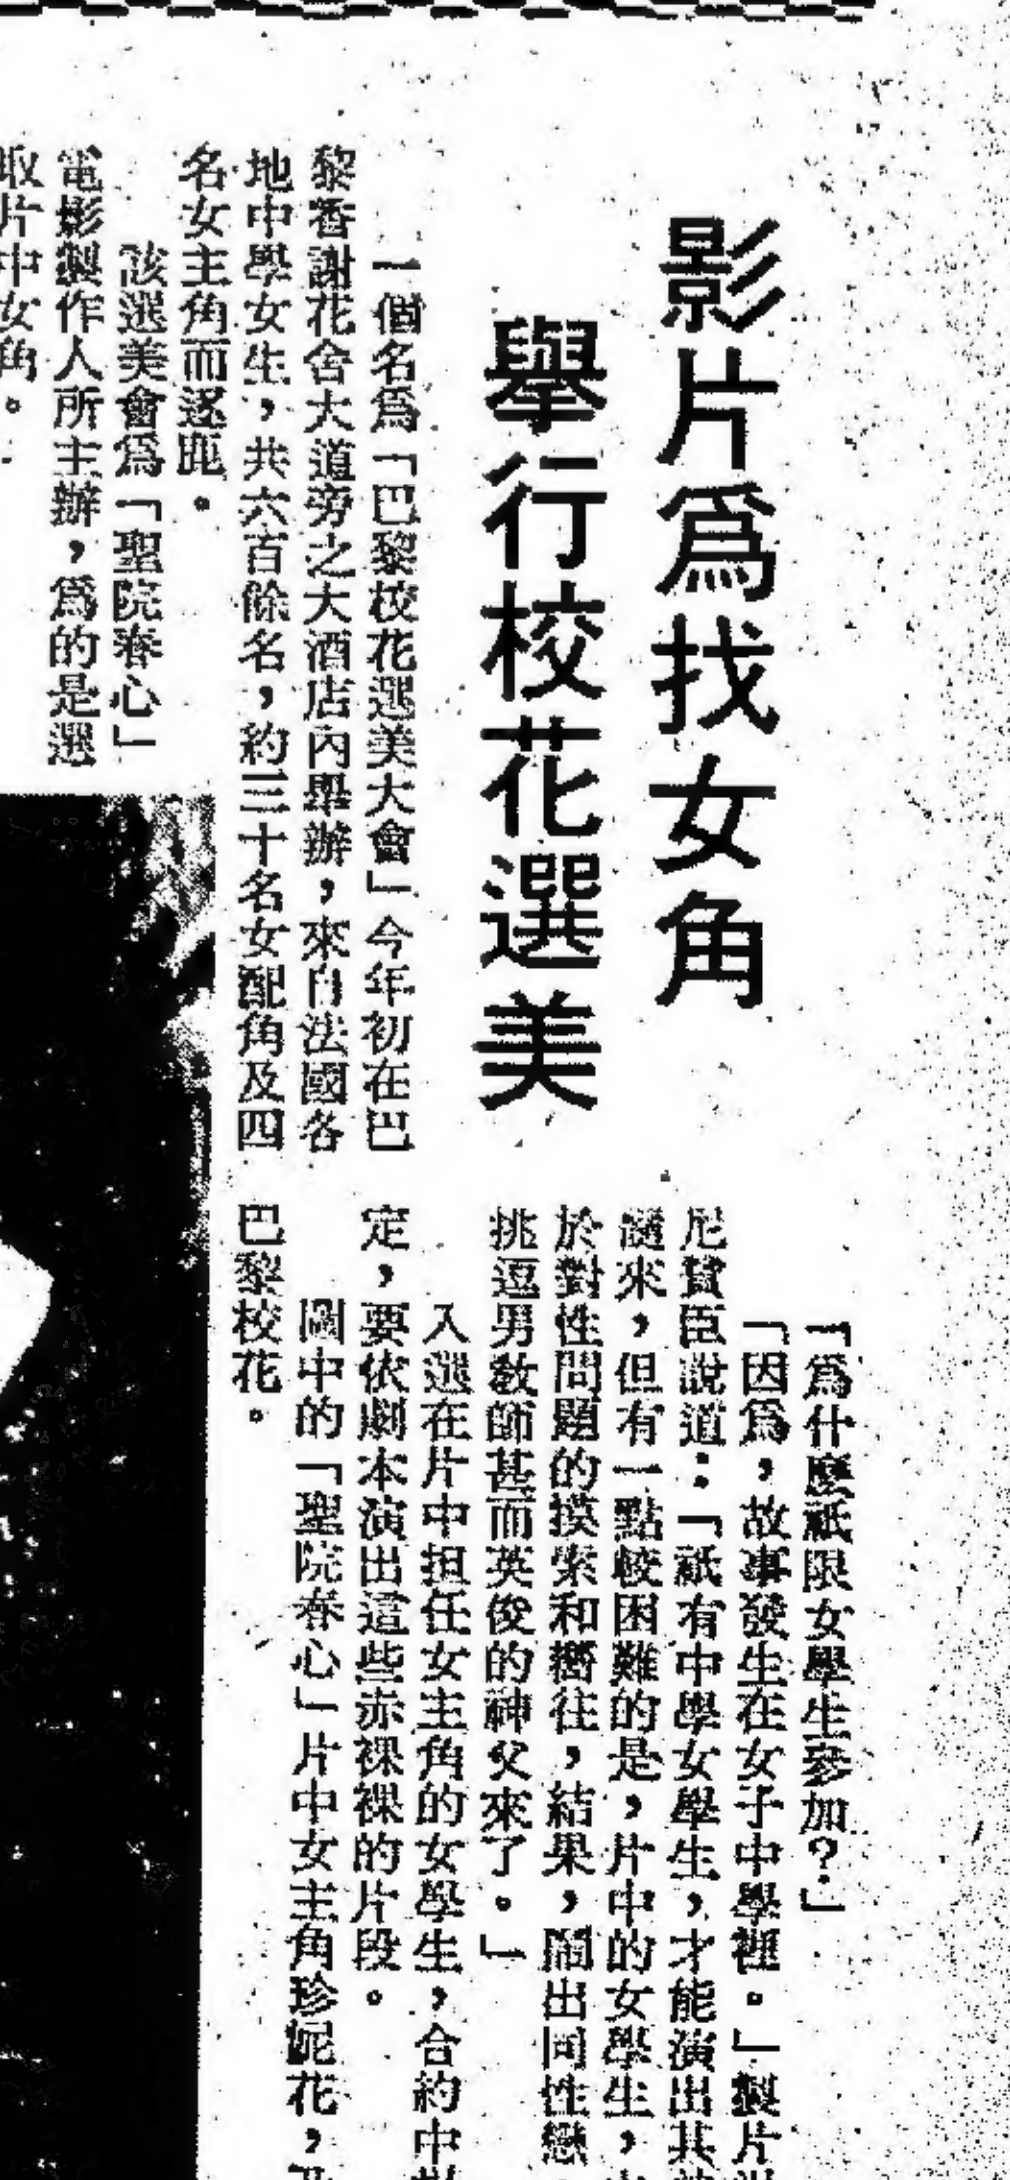 影片爲找女角
舉行校花選美
一個名爲「巴黎校花選美大會」今年初在巴
黎香謝花舍大道旁之大酒店內舉辦，來自法國各
地中學女生，共六百餘名，約三十名女配角及四
名女主角而逐鹿。
該選美會爲「聖院春心」
電影製作人所主辦，爲的是選
取片中女角。
「爲什麼祇限女學生參加？」
「因爲，故事發生在女子中學裡。」製片
尼贊臣說道：「祇有中學女學生，才能演出其
來，但有一點較困難的是，片中的女學生，
於對性問題的摸索和嚮往，結果，鬧出同性戀，
挑逗男教師甚而英俊的神父來了。」
入選在片中担任女主角的女學生，合約中
定，要依劇本演出這些赤裸裸的片段。
圖中的「聖院春心」片中女主角珍妮花，
巴黎校花。